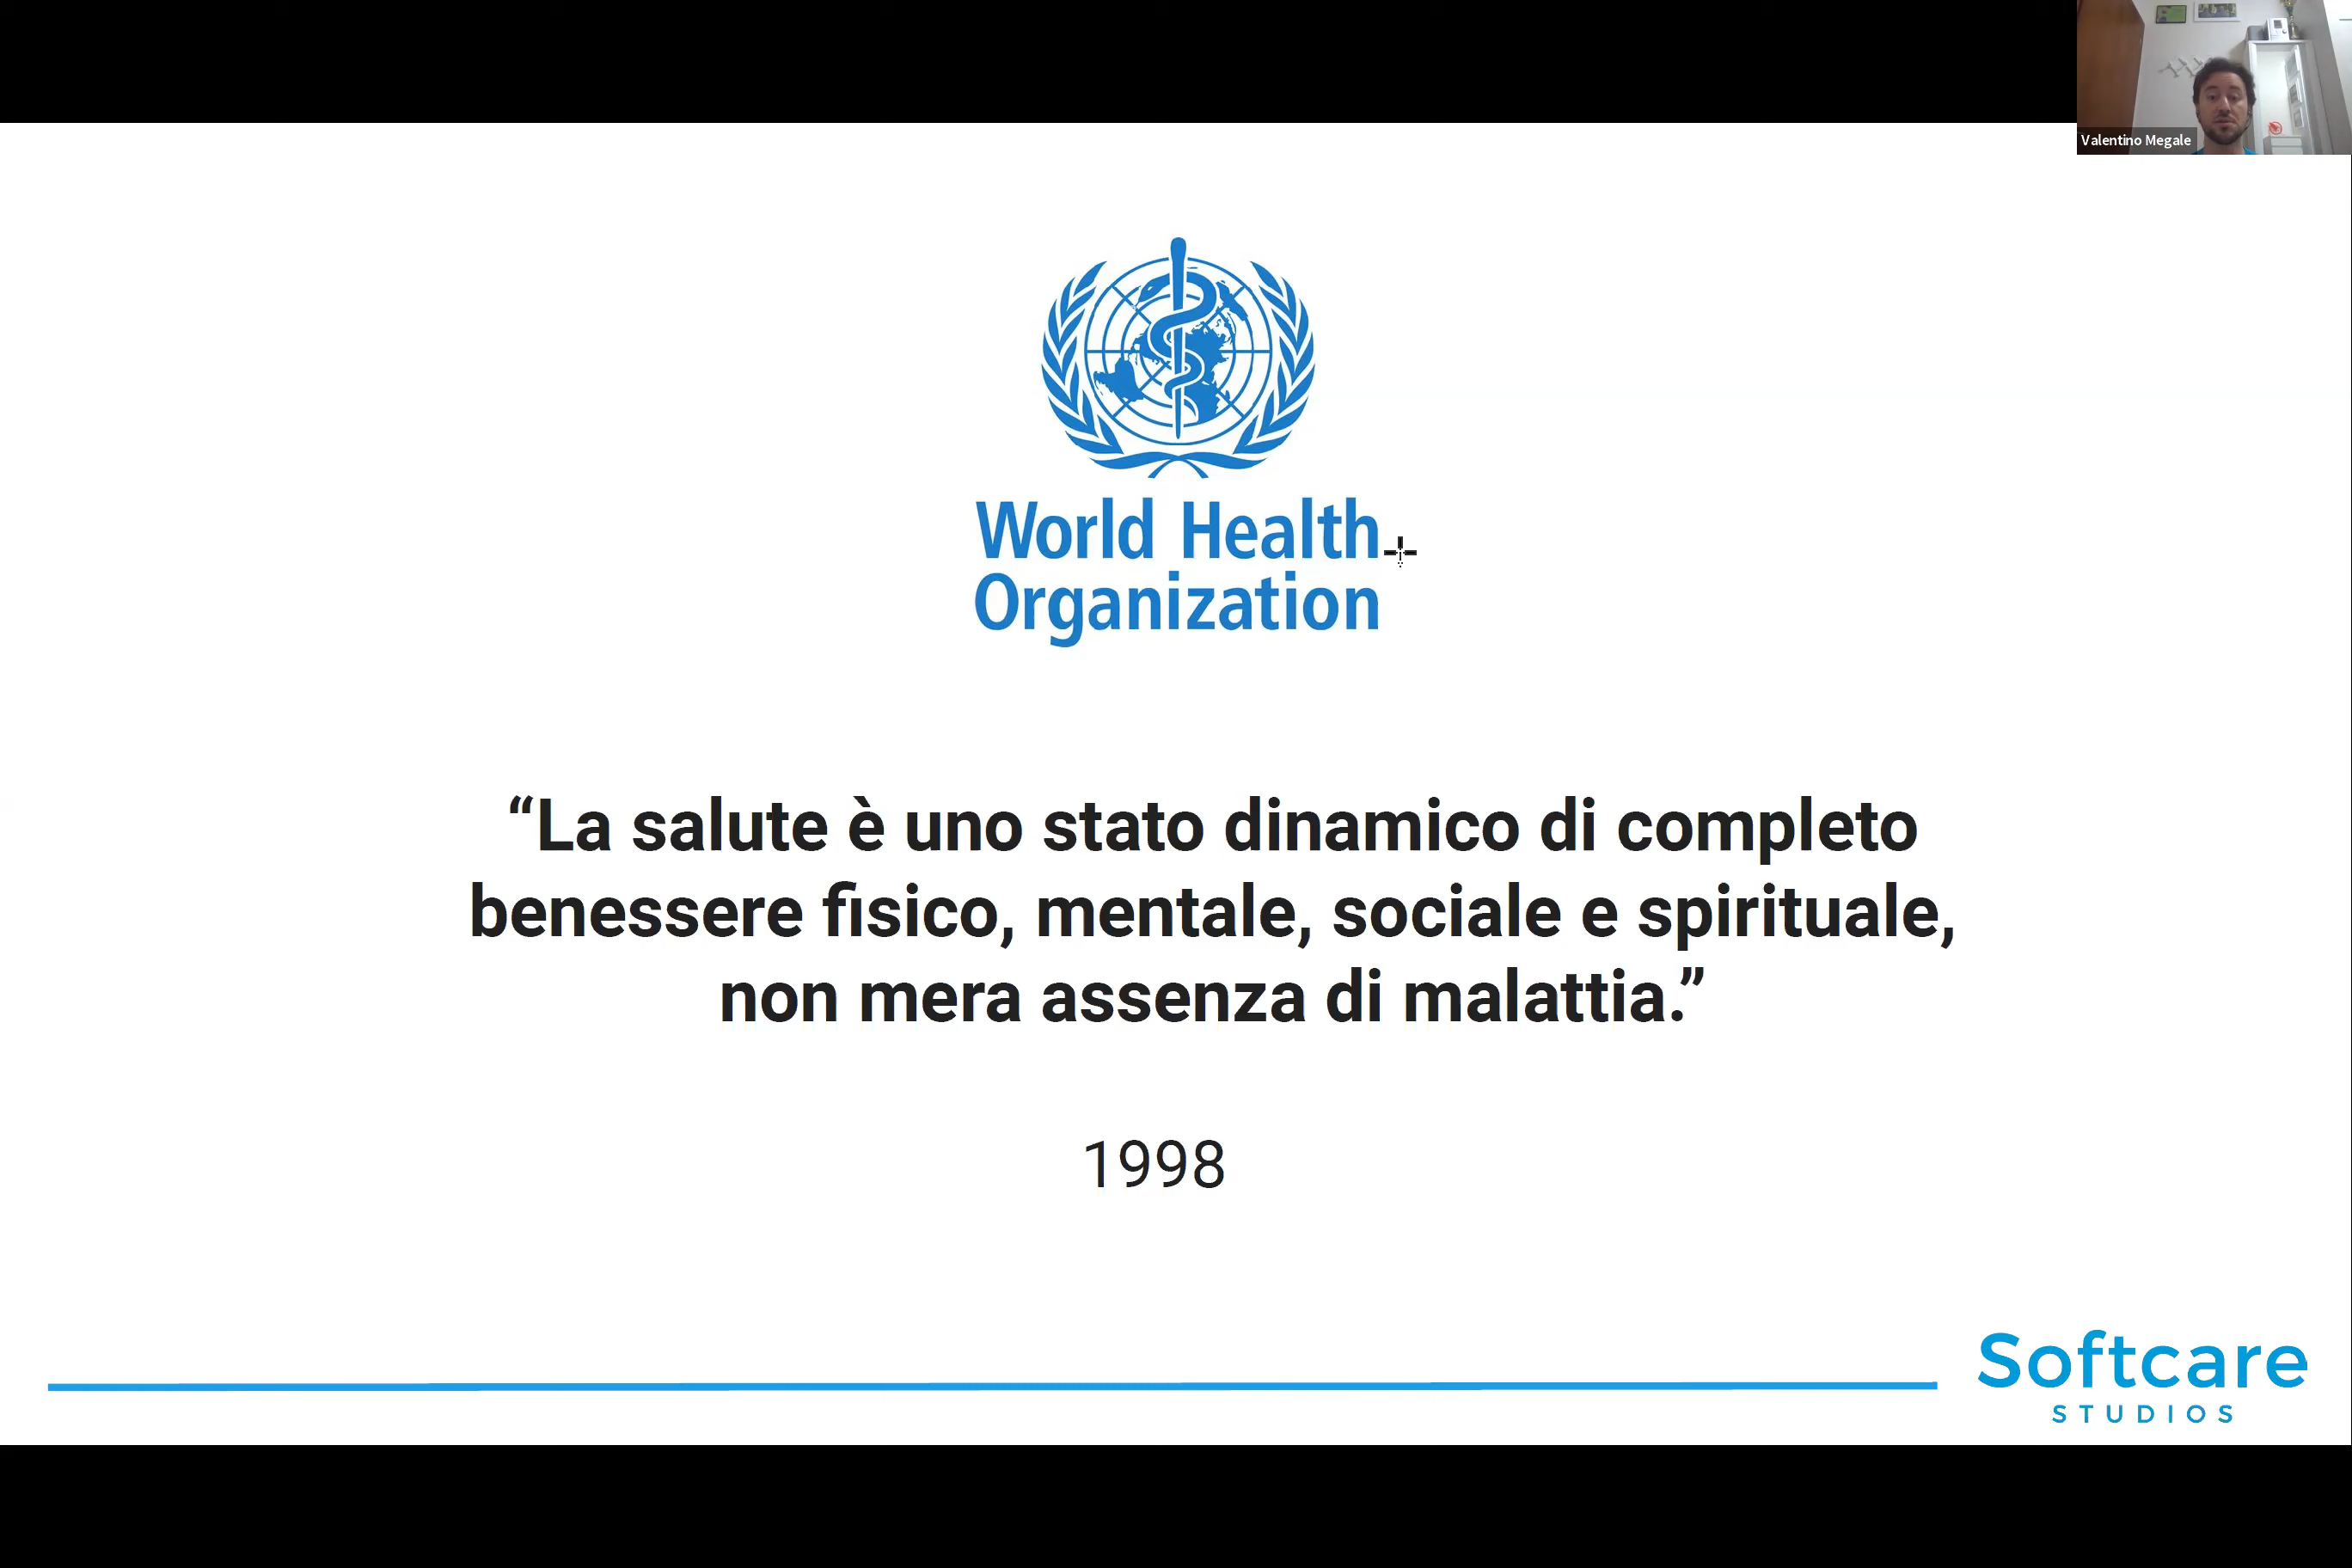 Valentino Megale
World Health
Organization
“La salute è uno stato dinamico di completo
benessere fisico, mentale, sociale e spirituale,
non mera assenza di malattia.”
1998
Softcare
STUDIOS